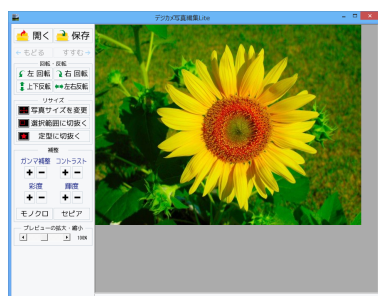 デジカメ写真編集Lite
開く 保存
もどる すすむ
回転・反転
左 回転 右 回転
上下反転 左右反転
リサイズ
写真サイズを変更
選択範囲に切抜く
定型に切抜く
補整
ガンマ補整 コントラスト
+ - + -
彩度 輝度
+ - + -
モノクロ セピア
プレビューの拡大・縮小
100%